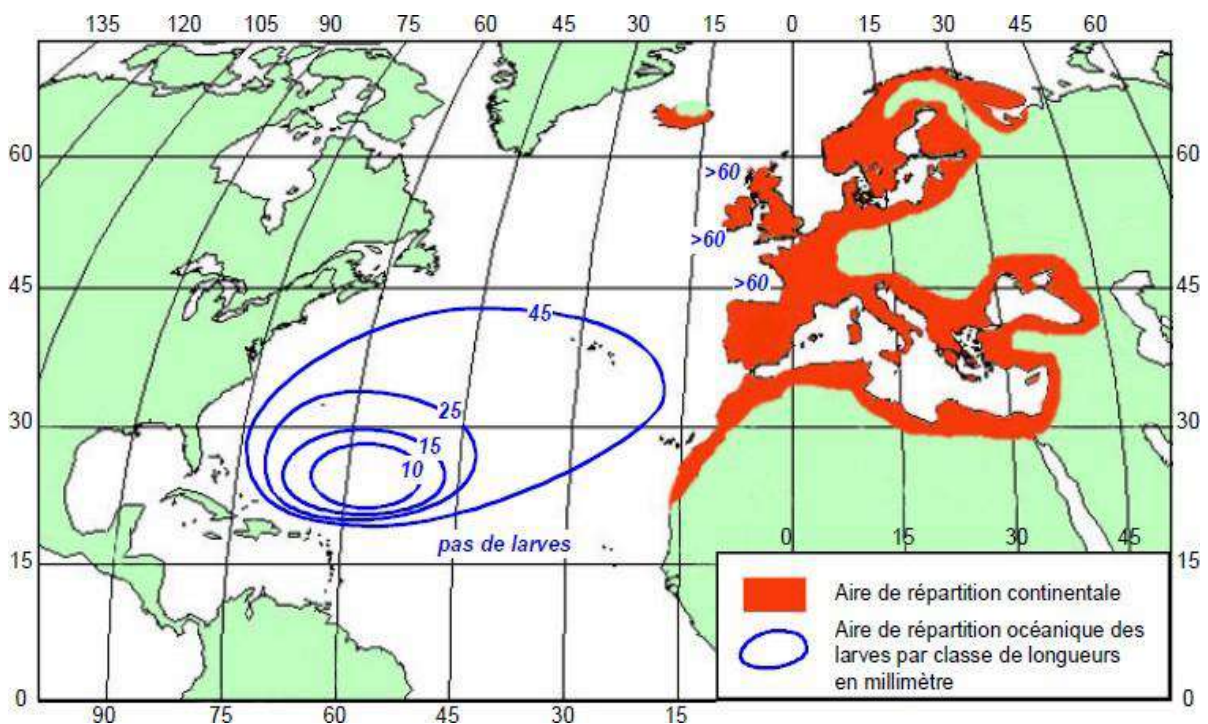 135 120 105 90 75 60 45 30 15 0 15 30 45 60
60 >60 60
>60
45 >60 45
45
30 25 30
15
10
pas de larves
0 15 30 45
15 15
Aire de répartition continentale
Aire de répartition océanique des
larves par classe de longueurs
en millimètre
0 0
90 75 60 45 30 15